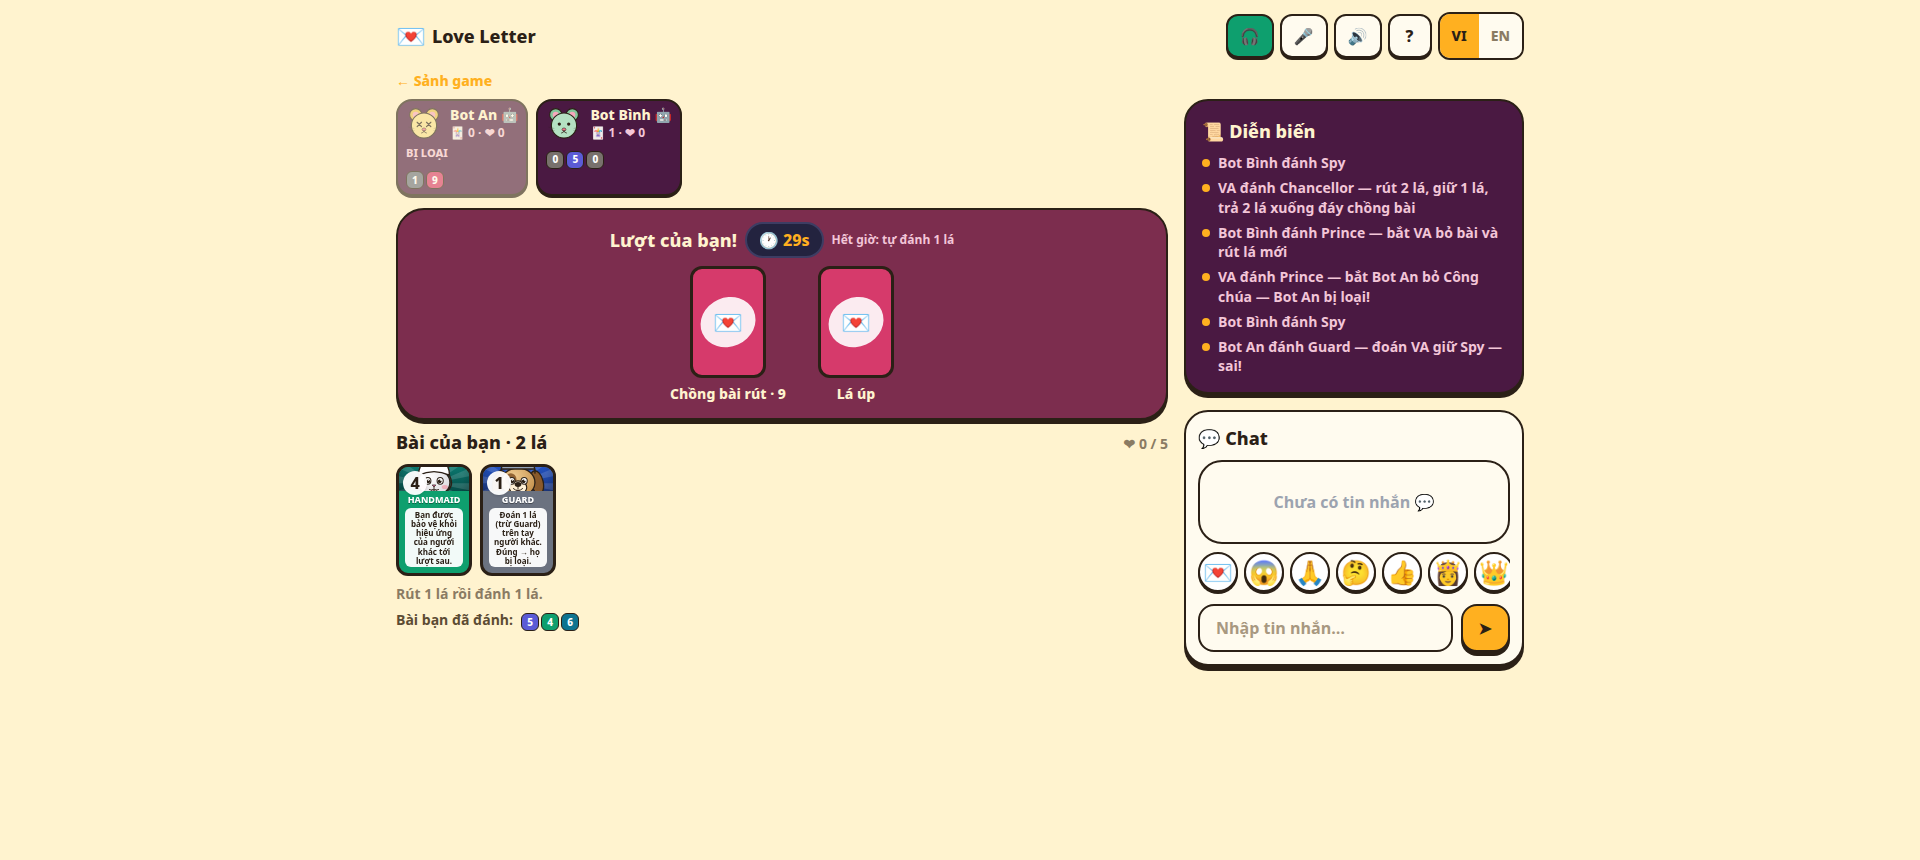 💌 Love Letter
?
VI
EN
← Sảnh game
Bot An 🤖
🃏 0 · ❤ 0
BỊ LOẠI
1 9
Bot Bình 🤖
🃏 1 · ❤ 0
0 5 0
Lượt của bạn!
🕐 29s
Hết giờ: tự đánh 1 lá
Chồng bài rút · 9
Lá úp
Bài của bạn · 2 lá
❤ 0 / 5
4
HANDMAID
Bạn được
bảo vệ khỏi
hiệu ứng
của người
khác tới
lượt sau.
1
GUARD
Đoán 1 lá
(trừ Guard)
trên tay
người khác.
Đúng → họ
bị loại.
Rút 1 lá rồi đánh 1 lá.
Bài bạn đã đánh: 5 4 6
📜 Diễn biến
Bot Bình đánh Spy
VA đánh Chancellor — rút 2 lá, giữ 1 lá,
trả 2 lá xuống đáy chồng bài
Bot Bình đánh Prince — bắt VA bỏ bài và
rút lá mới
VA đánh Prince — bắt Bot An bỏ Công
chúa — Bot An bị loại!
Bot Bình đánh Spy
Bot An đánh Guard — đoán VA giữ Spy —
sai!
💬 Chat
Chưa có tin nhắn 💬
Nhập tin nhắn...
➤